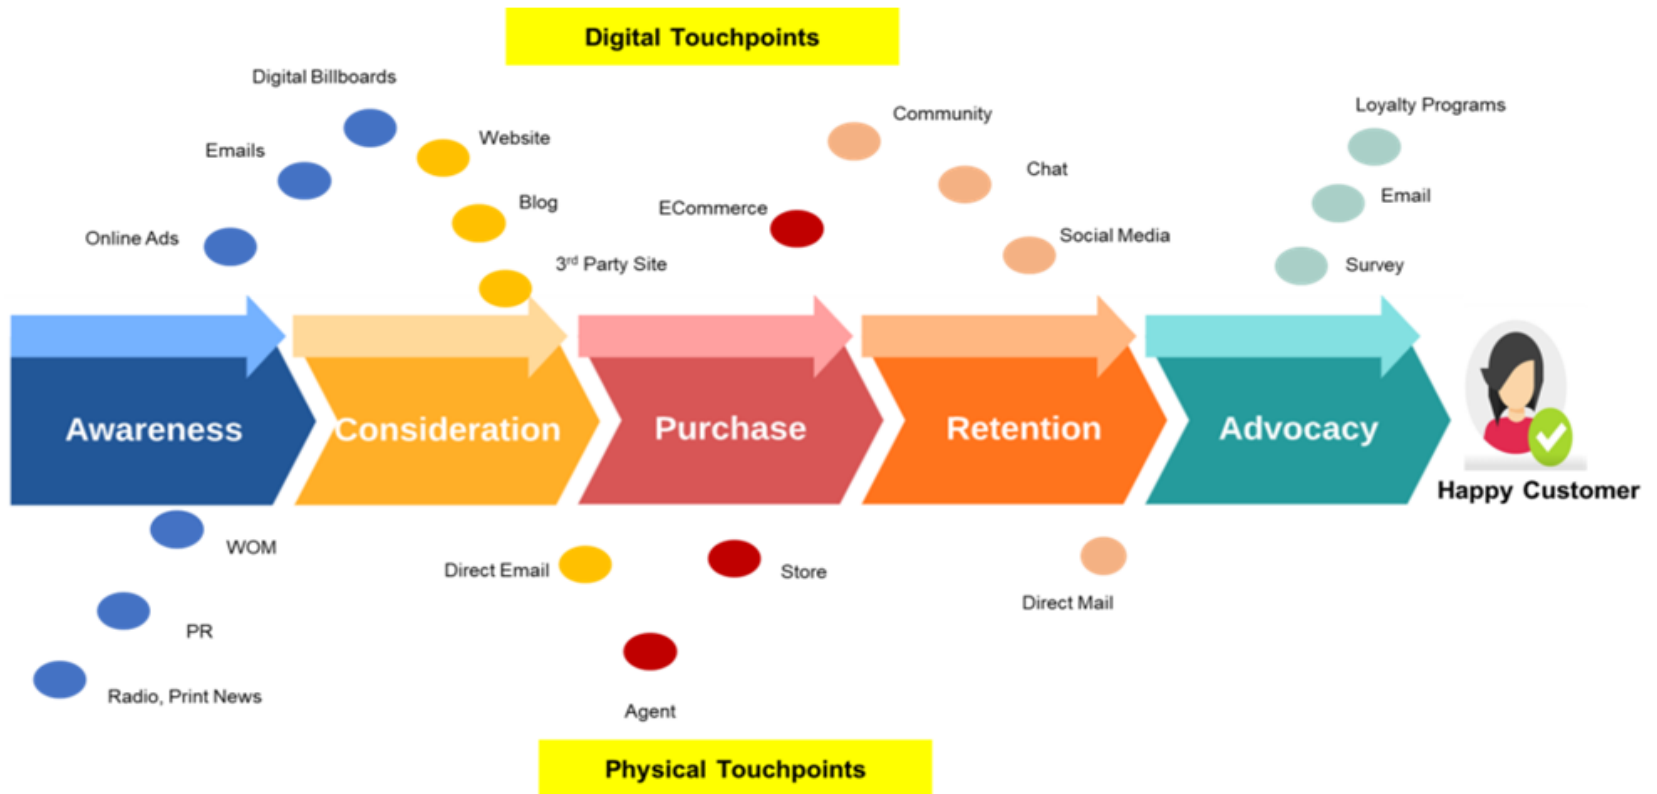 Digital Touchpoints
Digital Billboards
Loyalty Programs
Community
Website
Emails
Chat
Email
Blog
ECommerce
Social Media
Online Ads
3rd Party Site
Survey
Awareness
Consideration
Purchase
Retention
Advocacy
Happy Customer
WOM
Direct Email
Store
Direct Mail
PR
Radio, Print News
Agent
Physical Touchpoints